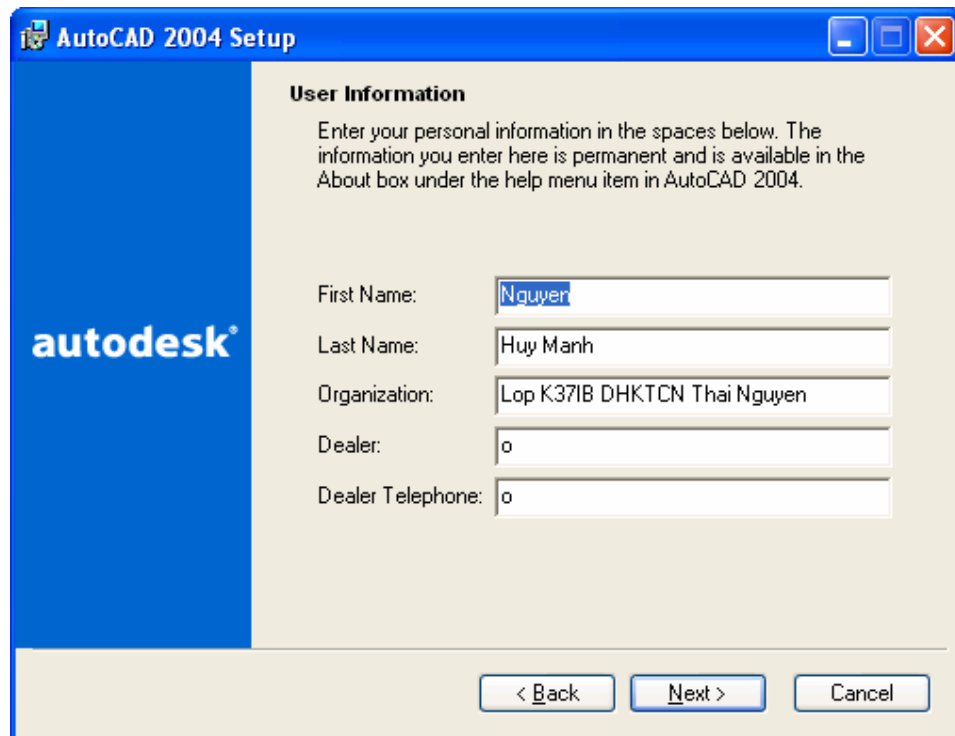 AutoCAD 2004 Setup
User Information
Enter your personal information in the spaces below. The
information you enter here is permanent and is available in the
About box under the help menu item in AutoCAD 2004.
First Name: Nguyen
Last Name: Huy Manh
autodesk®
Organization: Lop K37IB DHKTCN Thai Nguyen
Dealer: o
Dealer Telephone: o
< Back Next > Cancel